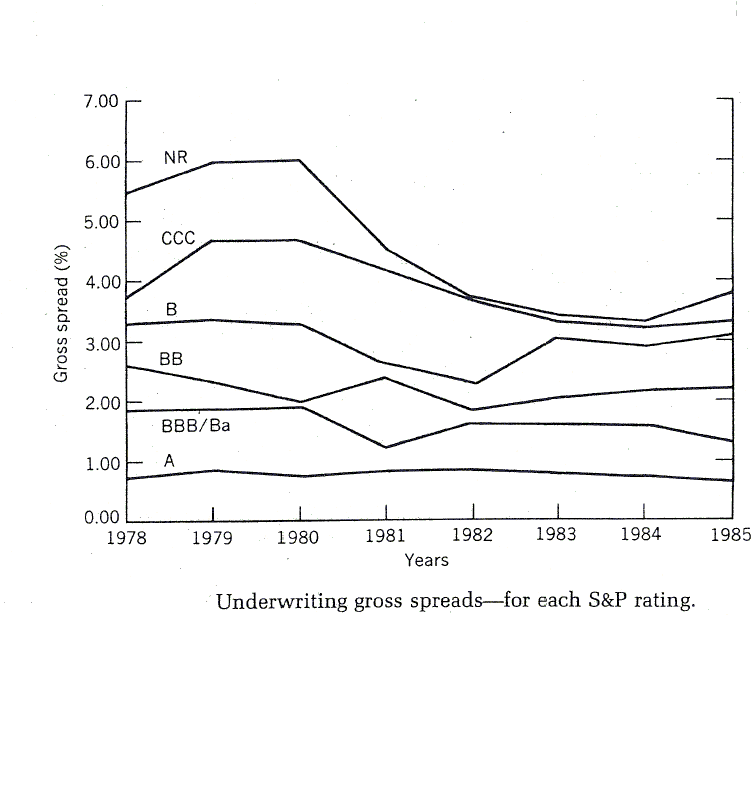 7.00
6.00
NR
5.00
CCC
4.00
B
3.00
BB
2.00
BBB/Ba
1.00
A
0.00
Gross spread (%)
1978 1979 1980 1981 1982 1983 1984 1985
Years
Underwriting gross spreads—for each S&P rating.